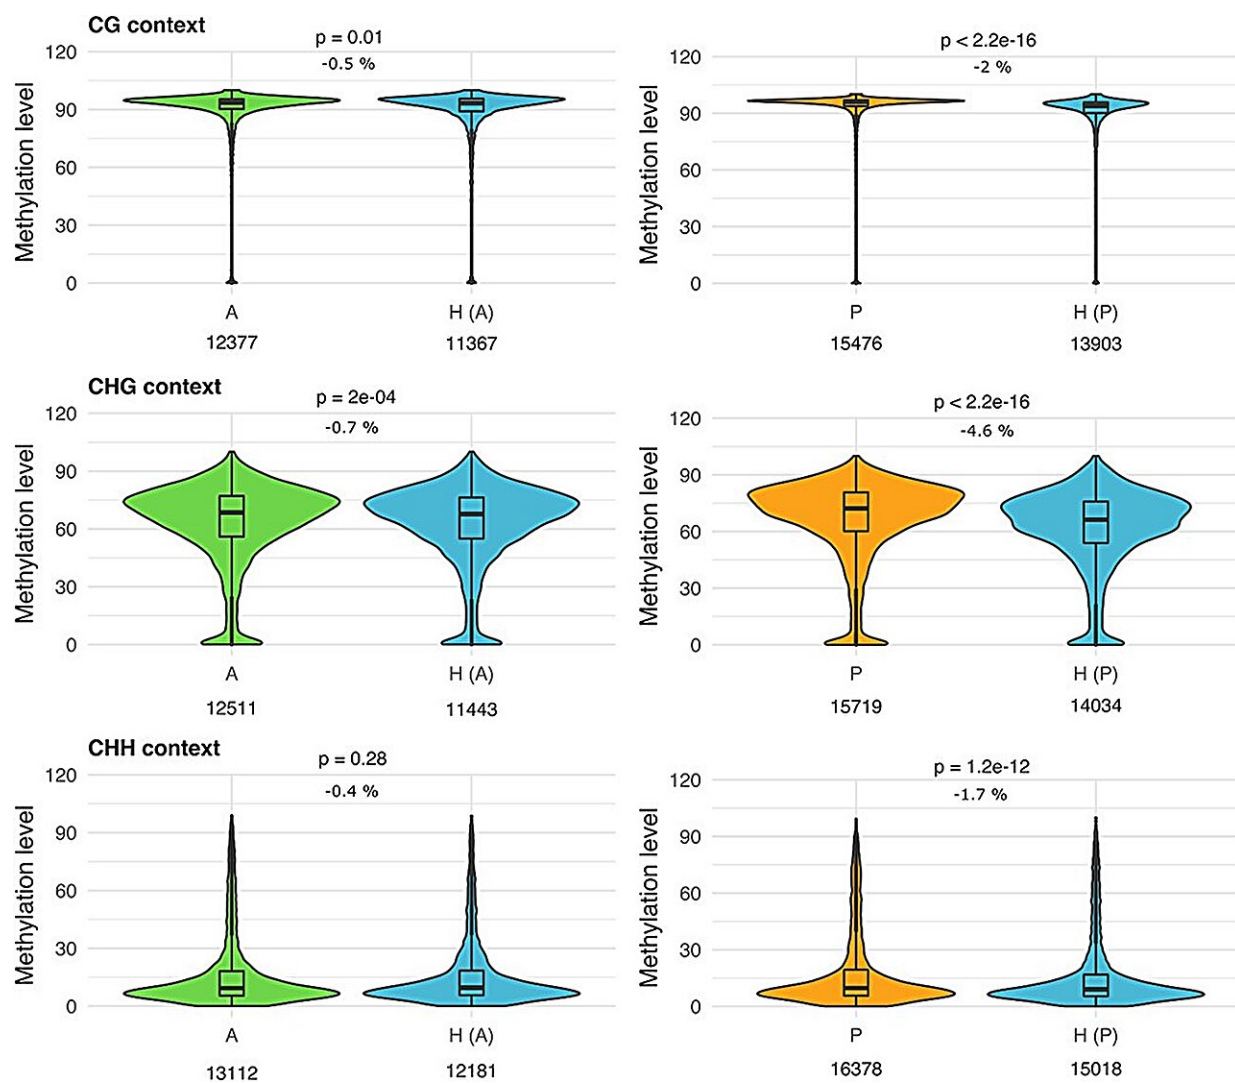 CG context
p = 0.01
-0.5 %
120
90
60
30
0
Methylation level
A
H (A)
12377
11367
p < 2.2e-16
-2 %
120
90
60
30
0
Methylation level
P
H (P)
15476
13903
CHG context
p = 2e-04
-0.7 %
120
90
60
30
0
Methylation level
A
H (A)
12511
11443
p < 2.2e-16
-4.6 %
120
90
60
30
0
Methylation level
P
H (P)
15719
14034
CHH context
p = 0.28
-0.4 %
120
90
60
30
0
Methylation level
A
H (A)
13112
12181
p = 1.2e-12
-1.7 %
120
90
60
30
0
Methylation level
P
H (P)
16378
15018